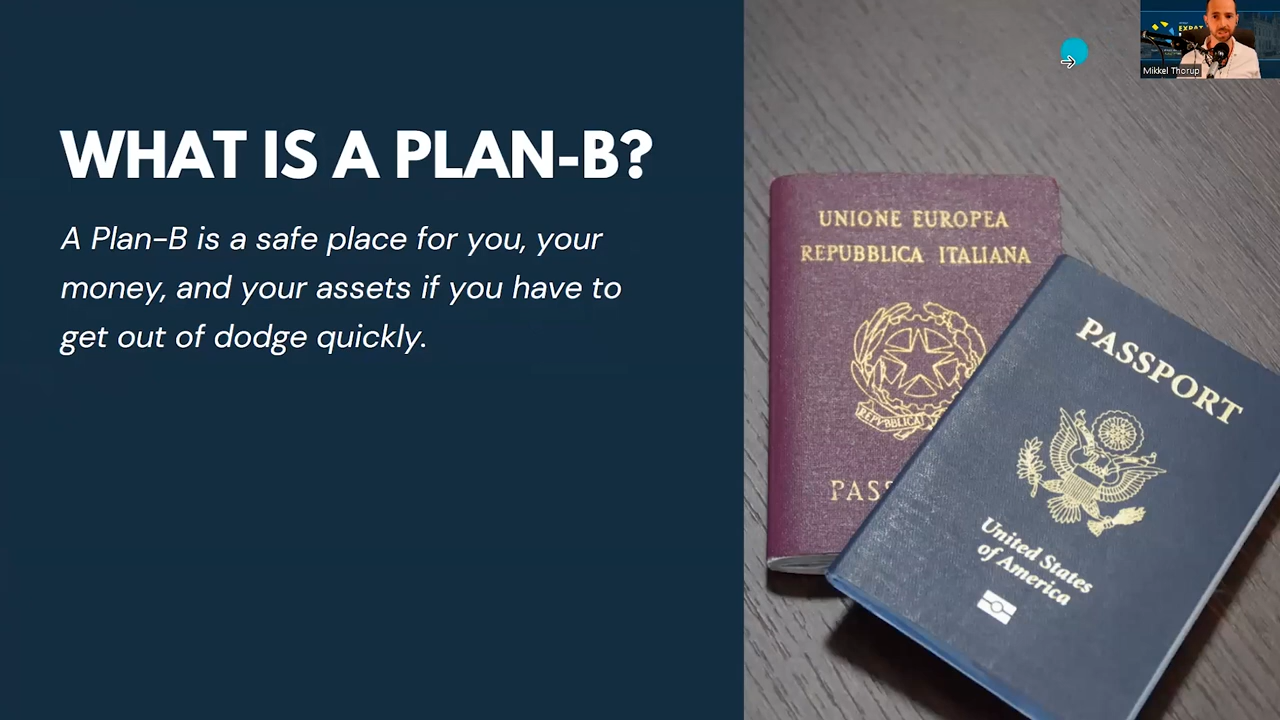 WHAT IS A PLAN-B?
A Plan-B is a safe place for you, your
money, and your assets if you have to
get out of dodge quickly.
UNIONE EUROPEA
REPUBBLICA ITALIANA
PASSPORT
United States
of America
EXPAT
Mikkel Thorup